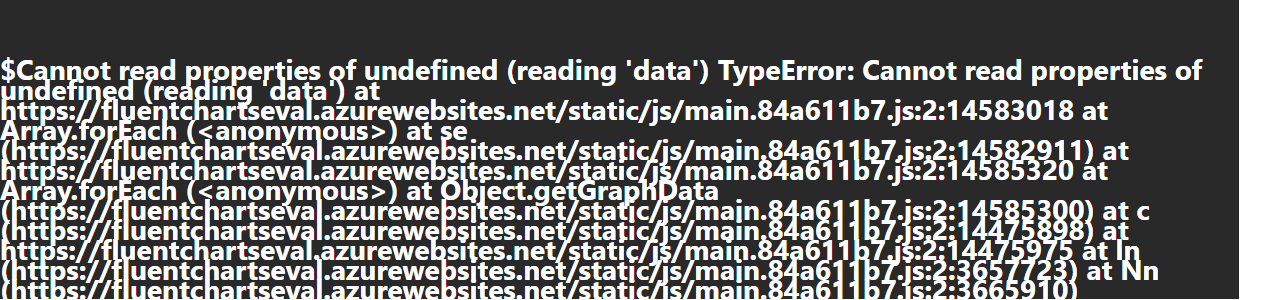 $Cannot read properties of undefined (reading 'data') TypeError: Cannot read properties of
undefined (reading 'data') at
https://fluentchartseval.azurewebsites.net/static/js/main.84a611b7.js:2:14583018 at
Array.forEach (<anonymous>) at se
(https://fluentchartseval.azurewebsites.net/static/js/main.84a611b7.js:2:14582911) at
https://fluentchartseval.azurewebsites.net/static/js/main.84a611b7.js:2:14585320 at
Array.forEach (<anonymous>) at Object.getGraphData
(https://fluentchartseval.azurewebsites.net/static/js/main.84a611b7.js:2:14585300) at c
(https://fluentchartseval.azurewebsites.net/static/js/main.84a611b7.js:2:14475898) at
https://fluentchartseval.azurewebsites.net/static/js/main.84a611b7.js:2:14475975 at ln
(https://fluentchartseval.azurewebsites.net/static/js/main.84a611b7.js:2:3657723) at Nn
(https://fluentchartseval.azurewebsites.net/static/js/main.84a611b7.js:2:3665910)